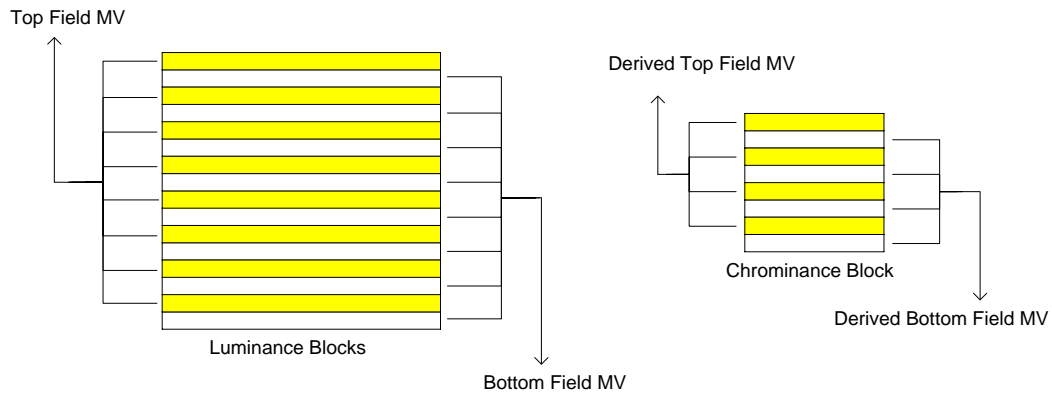 Top Field MV
Derived Top Field MV
Chrominance Block
Derived Bottom Field MV
Luminance Blocks
Bottom Field MV